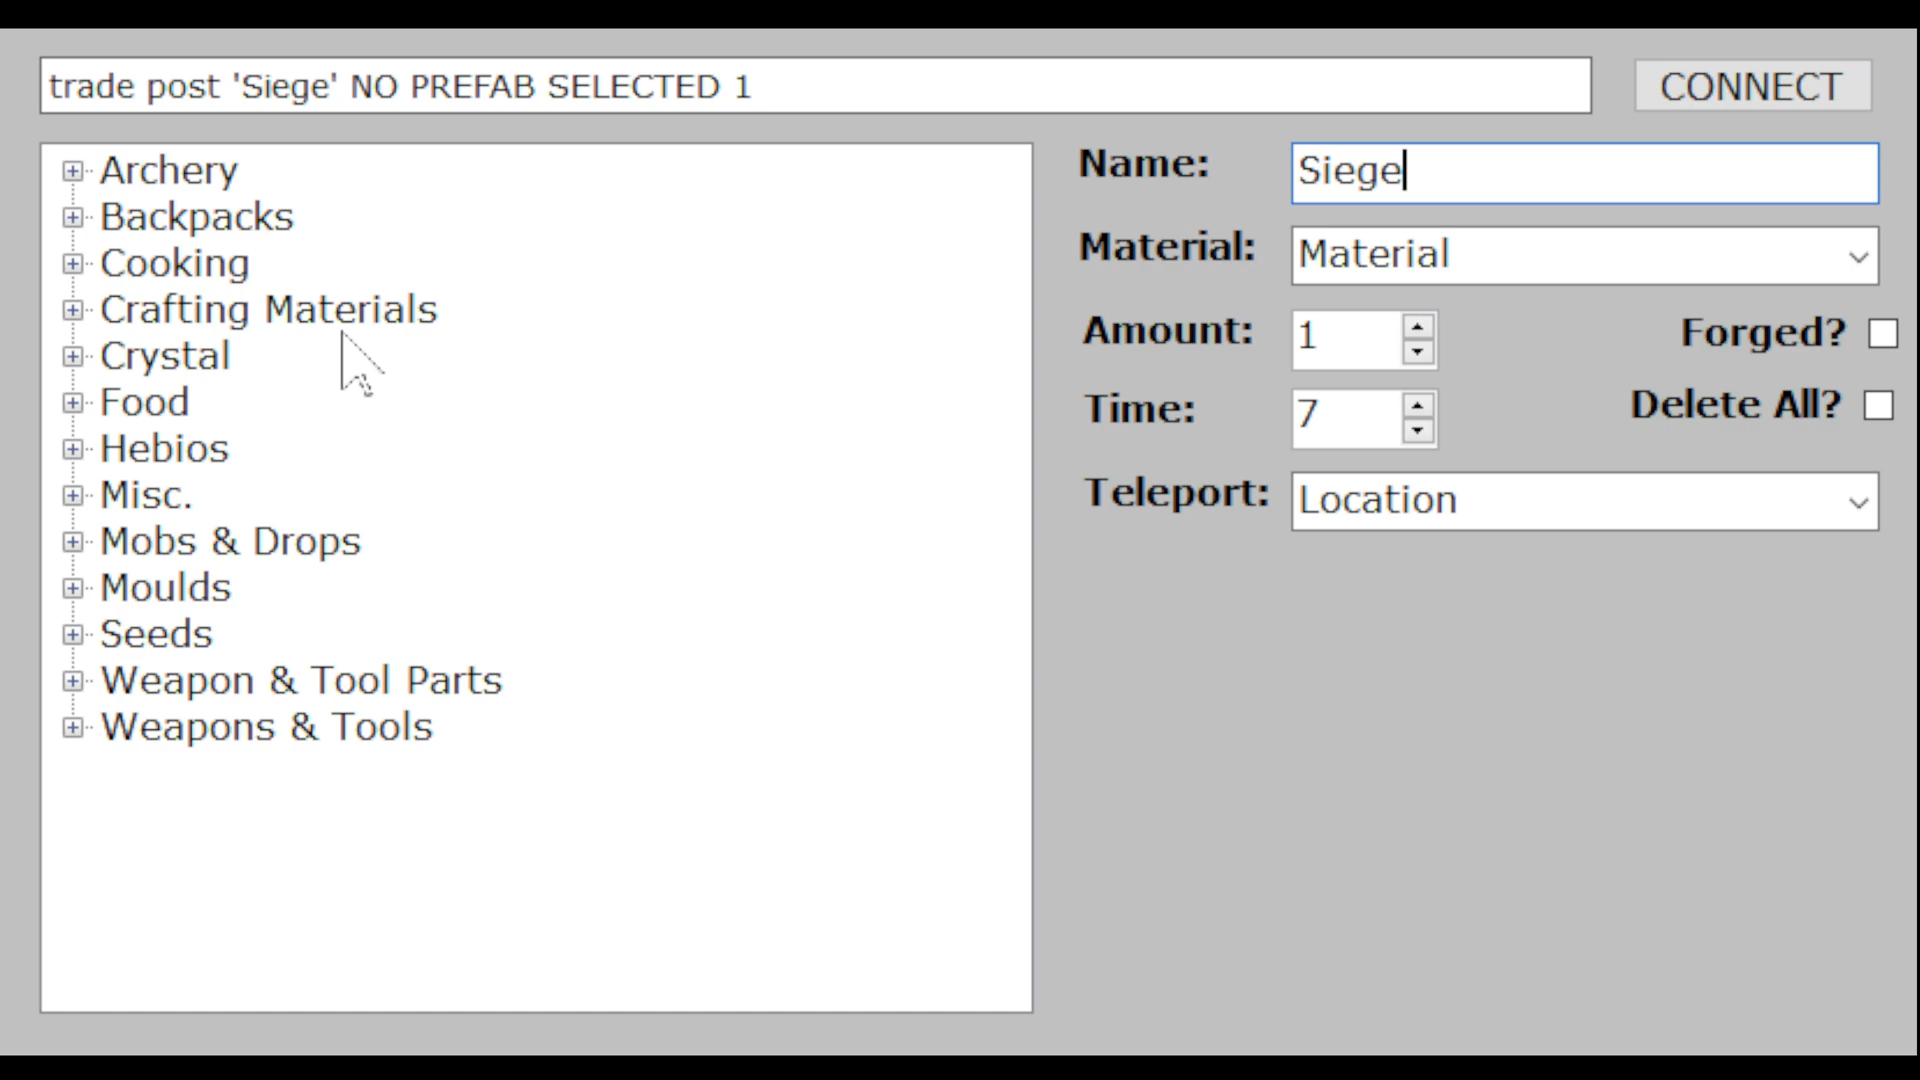 trade post 'Siege' NO PREFAB SELECTED 1
CONNECT
Archery
Backpacks
Cooking
Crafting Materials
Crystal
Food
Hebios
Misc.
Mobs & Drops
Moulds
Seeds
Weapon & Tool Parts
Weapons & Tools
Name: Siege
Material: Material
Amount: 1 Forged?
Time: 7 Delete All?
Teleport: Location